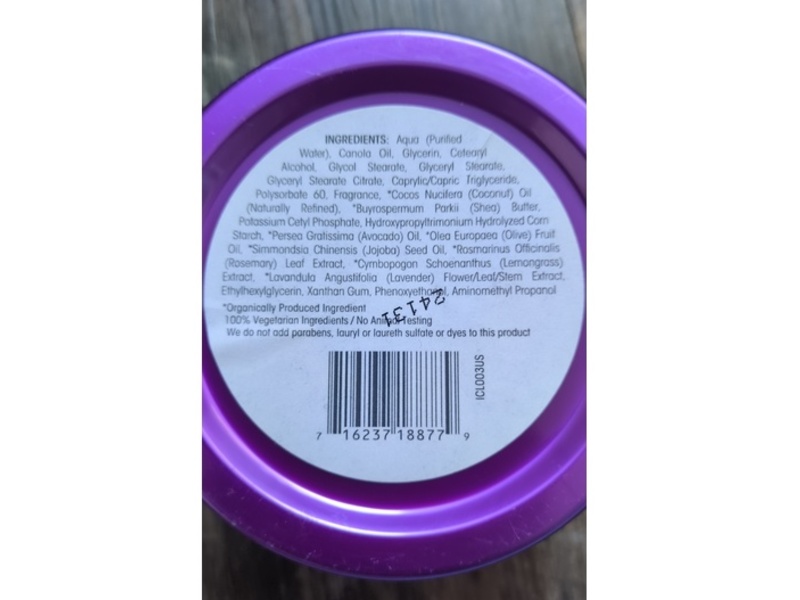 INGREDIENTS: Aqua (Purified
Water), Canola Oil, Glycerin, Cetearyl
Alcohol, Glycol Stearate, Glyceryl Stearate,
Glyceryl Stearate Citrate, Caprylic/Capric Triglyceride,
Polysorbate 60, Fragrance, *Cocos Nucifera (Coconut) Oil
(Naturally Refined), *Buyrospermum Parkii (Shea) Butter,
Potassium Cetyl Phosphate, Hydroxypropyltrimonium Hydrolyzed Corn
Starch, *Persea Gratissima (Avocado) Oil, *Olea Europaea (Olive) Fruit
Oil, *Simmondsia Chinensis (Jojoba) Seed Oil, *Rosmarinus Officinalis
(Rosemary) Leaf Extract, *Cymbopogon Schoenanthus (Lemongrass)
Extract, *Lavandula Angustifolia (Lavender) Flower/Leaf/Stem Extract,
Ethylhexylglycerin, Xanthan Gum, Phenoxyethanol, Aminomethyl Propanol
*Organically Produced Ingredient
100% Vegetarian Ingredients / No Animal Testing
We do not add parabens, lauryl or laureth sulfate or dyes to this product
24131
ICL003US
7 16237 18877 9